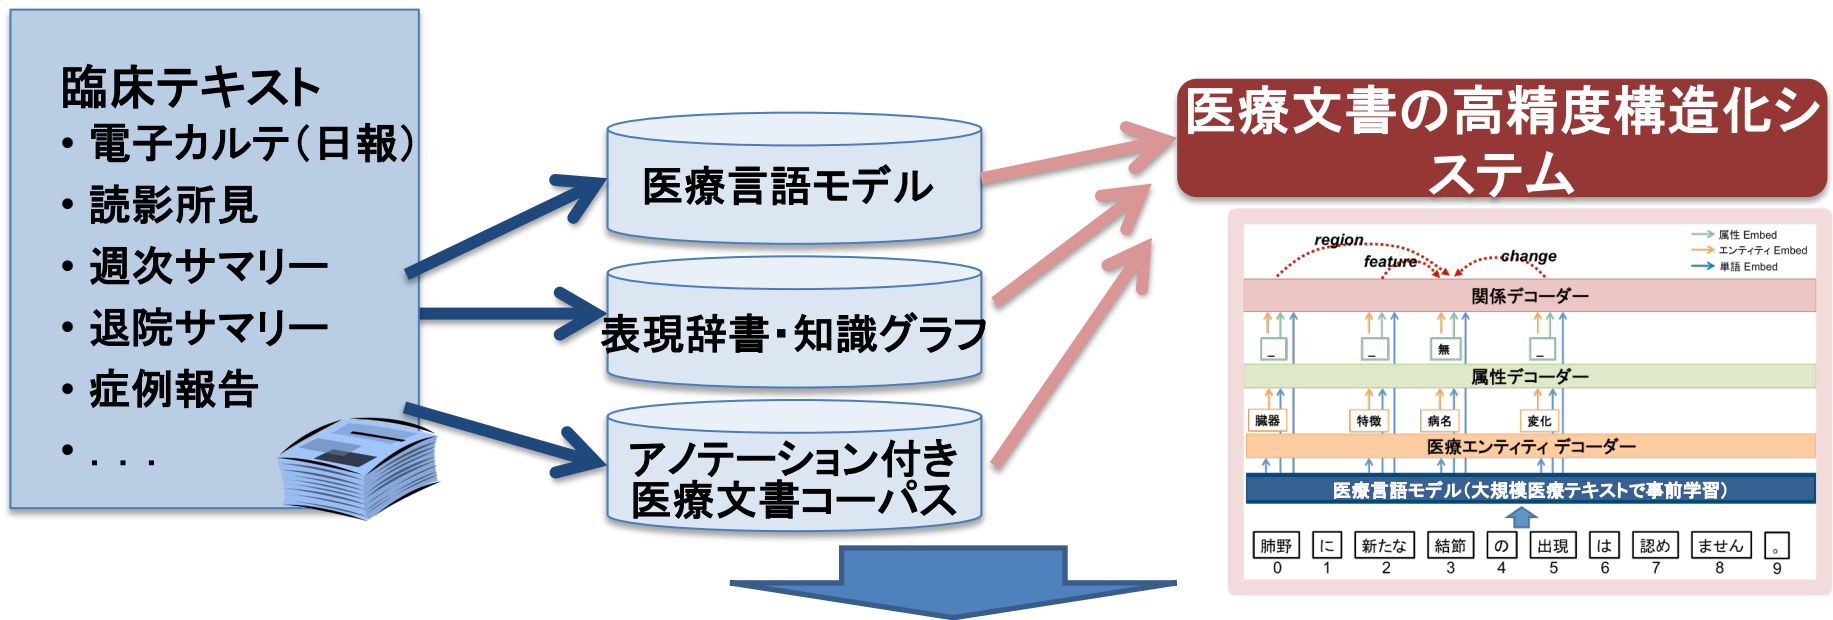 臨床テキスト
・電子カルテ（日報）
・読影所見
・週次サマリー
・退院サマリー
・症例報告
・．．．
医療言語モデル
表現辞書・知識グラフ
アノテーション付き
医療文書コーパス
医療文書の高精度構造化シ
ステム
region
feature
change
属性 Embed
エンティティ Embed
単語 Embed
関係デコーダー
_ _ 無 _
属性デコーダー
臓器 特徴 病名 変化
医療エンティティ デコーダー
医療言語モデル（大規模医療テキストで事前学習）
肺野 に 新たな 結節 の 出現 は 認め ません 。
0 1 2 3 4 5 6 7 8 9